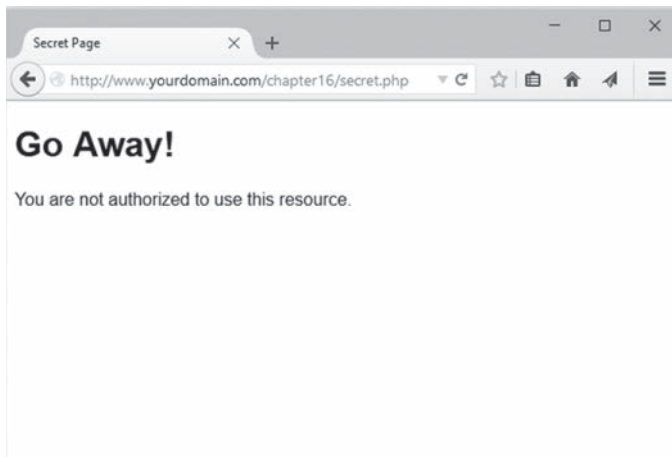 Secret Page
http://www.yourdomain.com/chapter16/secret.php
Go Away!
You are not authorized to use this resource.